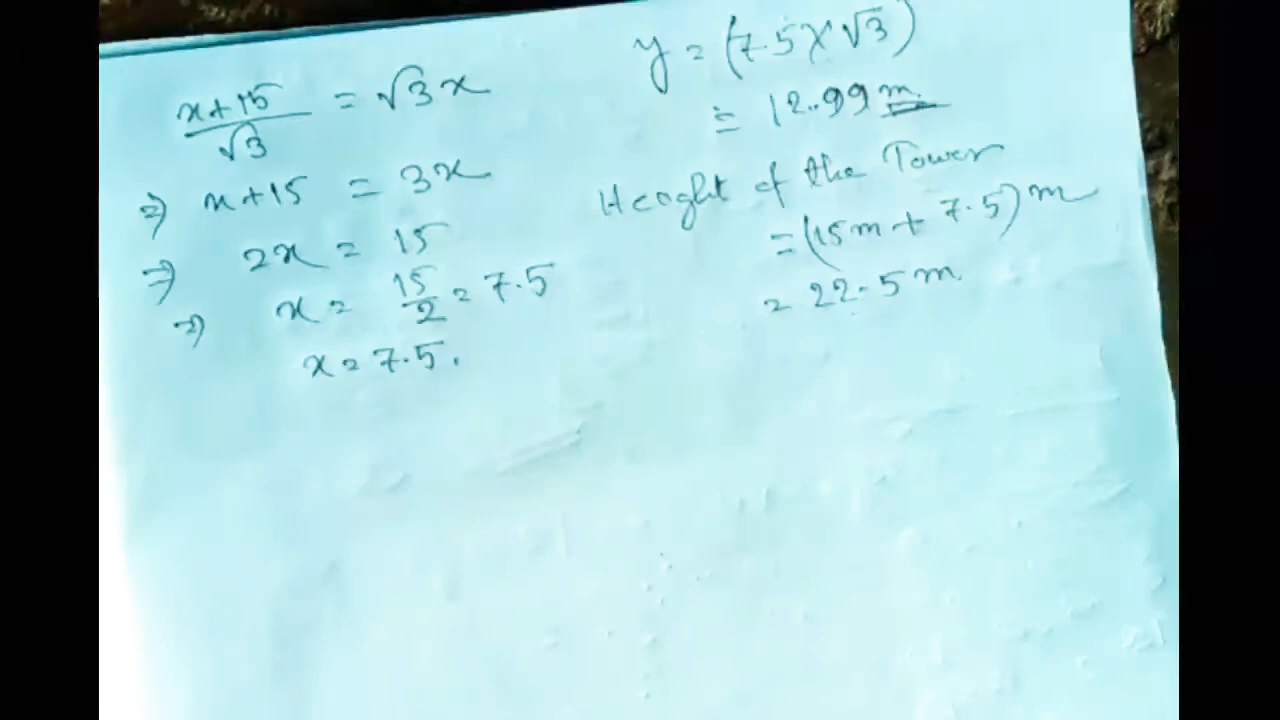 x+15/√3 = √3x
⇒ x+15 = 3x
⇒ 2x = 15
⇒ x = 15/2 = 7.5
x = 7.5.
y = (7.5 X √3)
= 12.99 m.
Heaght of the Tower
= (15m + 7.5) m
= 22.5 m.